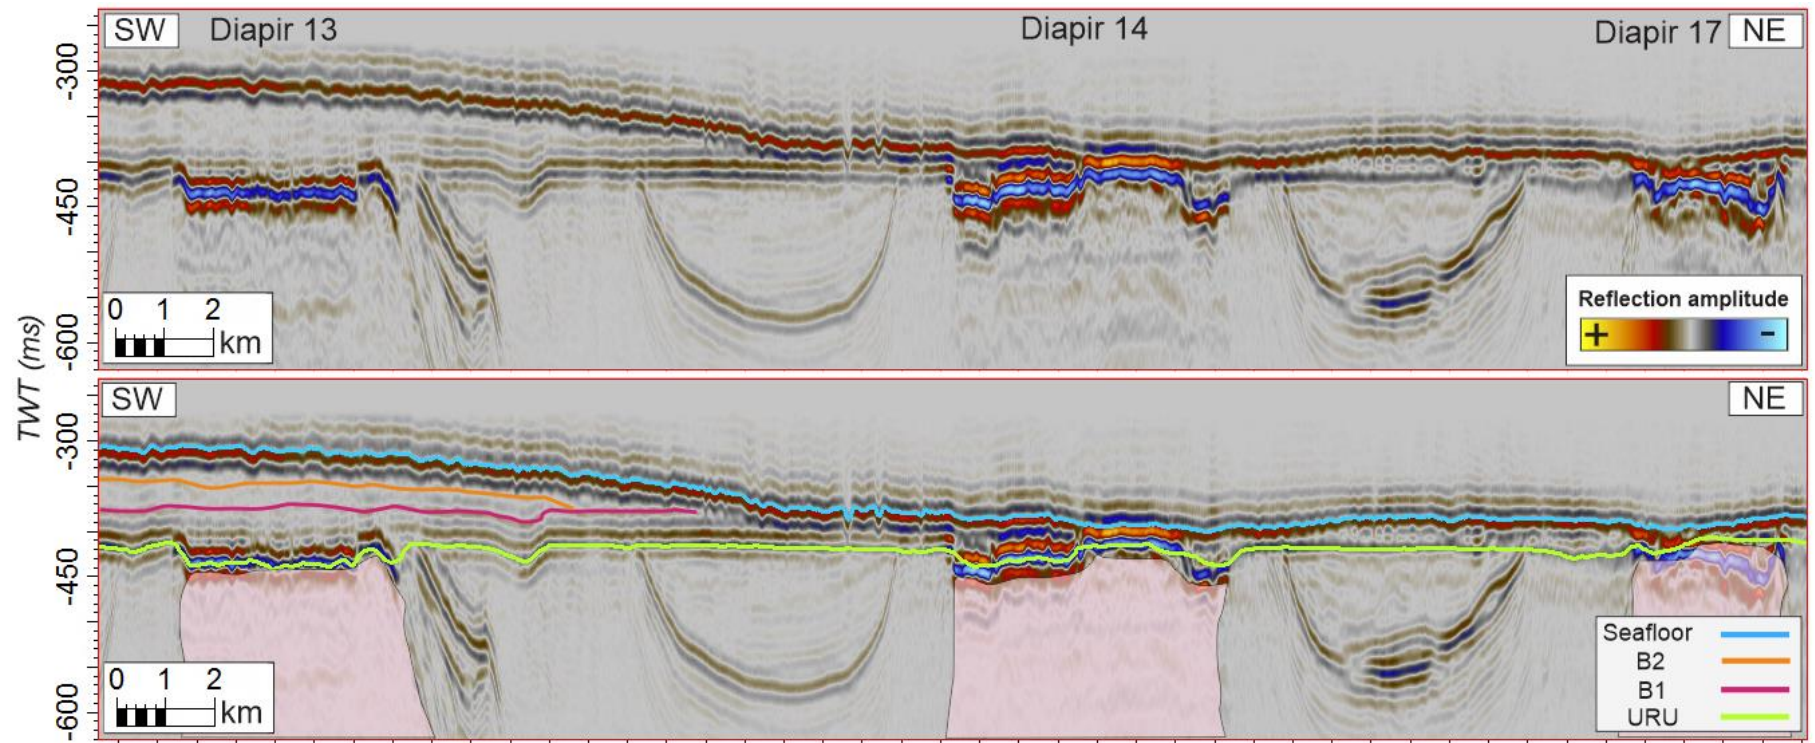 SW Diapir 13 Diapir 14 Diapir 17 NE
-300
-450
-600
0 1 2
km
Reflection amplitude
+ -
TWT (ms)
SW NE
-300
-450
-600
0 1 2
km
Seafloor
B2
B1
URU